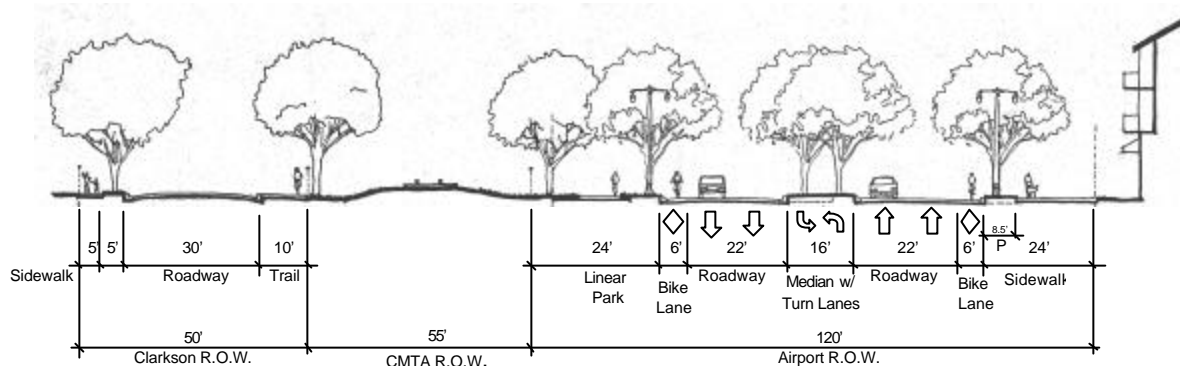 5' 5' 30' 10' 24' 6' 22' 16' 22' 6' 8.5' P 24'
Sidewalk Roadway Trail Linear Park Bike Lane Roadway Median w/ Turn Lanes Roadway Bike Lane Sidewalk
50' 55' 120'
Clarkson R.O.W. CMTA R.O.W. Airport R.O.W.